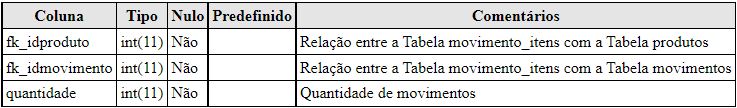 Coluna Tipo Nulo Predefinido Comentários
fk_idproduto int(11) Não Relação entre a Tabela movimento_itens com a Tabela produtos
fk_idmovimento int(11) Não Relação entre a Tabela movimento_itens com a Tabela movimentos
quantidade int(11) Não Quantidade de movimentos